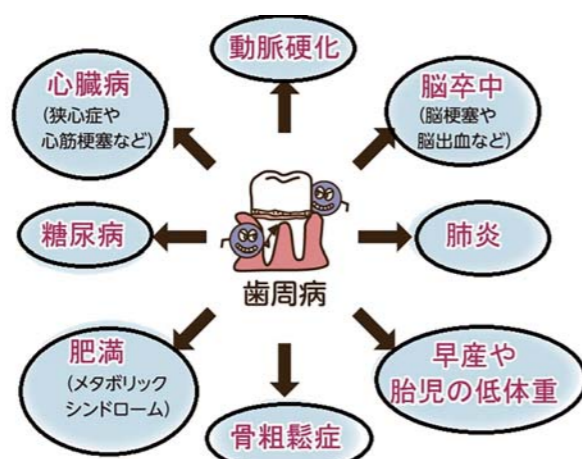 動脈硬化
心臓病
(狭心症や
心筋梗塞など)
脳卒中
(脳梗塞や
脳出血など)
糖尿病
肺炎
歯周病
肥満
(メタボリック
シンドローム)
早産や
胎児の低体重
骨粗鬆症